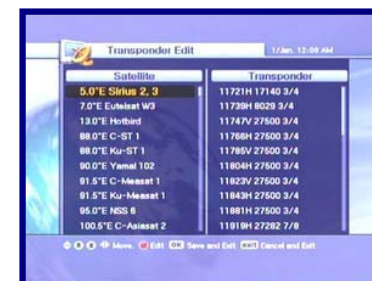 Transponder Edit
1/Jan. 12:09 AM
Satellite
5.0°E Sirius 2, 3
7.0°E Eutelsat W3
13.0°E Hotbird
88.0°E C-ST 1
88.0°E Ku-ST 1
90.0°E Yamal 102
91.5°E C-Measat 1
91.5°E Ku-Measat 1
95.0°E NSS 6
100.5°E C-Asiasat 2
Transponder
11721H 17140 3/4
11739H 8029 3/4
11747V 27500 3/4
11766H 27500 3/4
11785V 27500 3/4
11804H 27500 3/4
11823V 27500 3/4
11843H 27500 3/4
11881H 27500 3/4
11919H 27282 7/8
Move. Edit OK Save and Exit exit Cancel and Exit